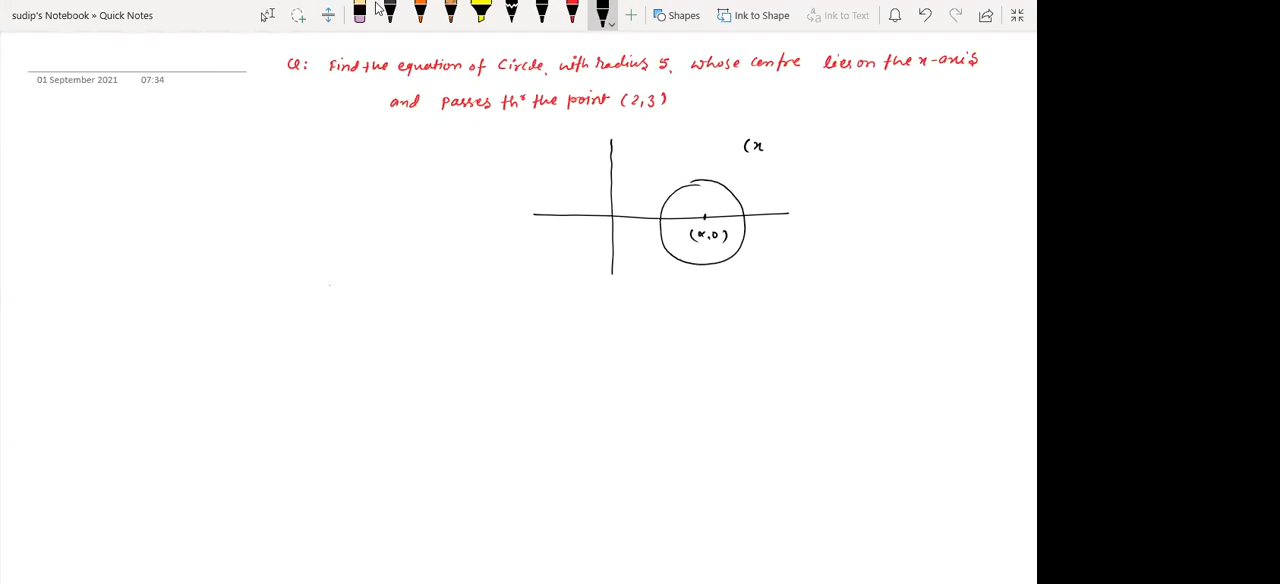 sudip's Notebook » Quick Notes
Shapes
Ink to Shape
Ink to Text
01 September 2021 07:34
Q: Find the equation of Circle, with radius 5, whose centre lies on the x-axis
and passes thr the point (2,3)
(x
(α,0)